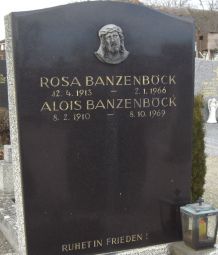 ROSA BANZENBÖCK
12.4.1913 – 2.1.1966
ALOIS BANZENBÖCK
8.2.1910 – 8.10.1969
RUHET IN FRIEDEN!